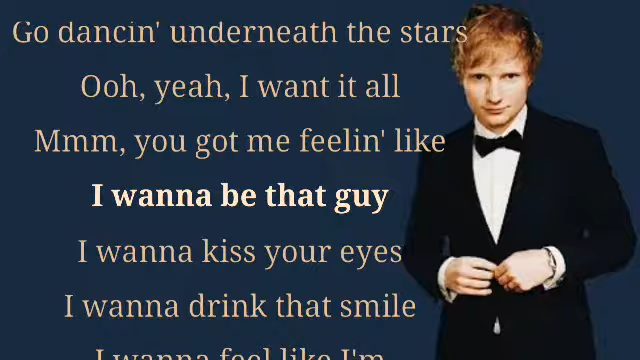 Go dancin' underneath the stars
Ooh, yeah, I want it all
Mmm, you got me feelin' like
I wanna be that guy
I wanna kiss your eyes
I wanna drink that smile
I wanna feel like I'm